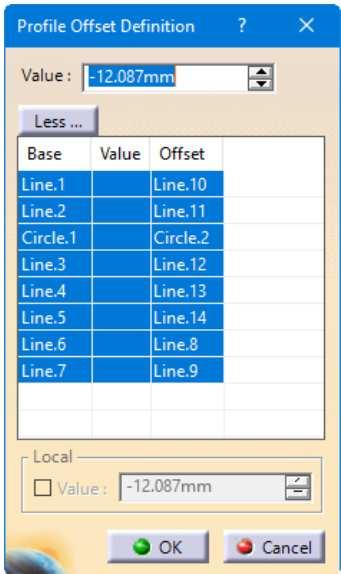 Profile Offset Definition ? ×
Value : -12.087mm
Less ...
Base Value Offset
Line.1 Line.10
Line.2 Line.11
Circle.1 Circle.2
Line.3 Line.12
Line.4 Line.13
Line.5 Line.14
Line.6 Line.8
Line.7 Line.9
Local
Value : -12.087mm
OK Cancel